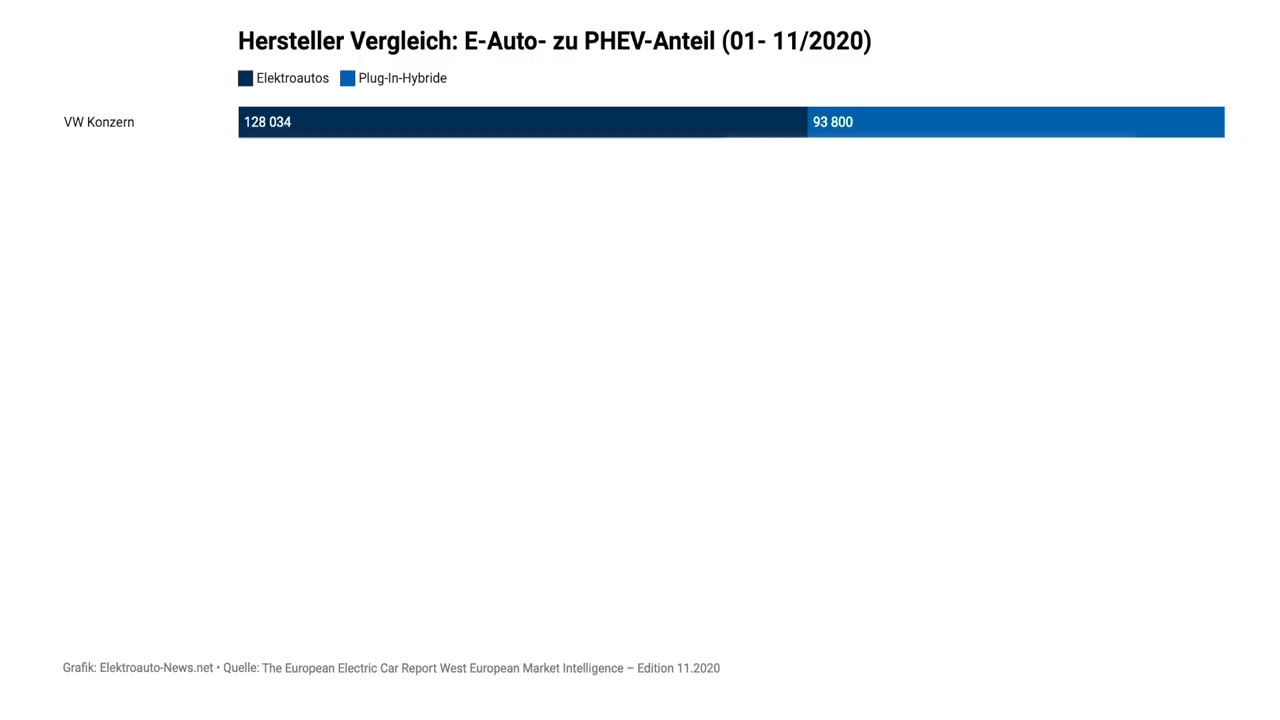 Hersteller Vergleich: E-Auto- zu PHEV-Anteil (01- 11/2020)
Elektroautos Plug-In-Hybride
VW Konzern 128 034 93 800
Grafik: Elektroauto-News.net • Quelle: The European Electric Car Report West European Market Intelligence – Edition 11.2020